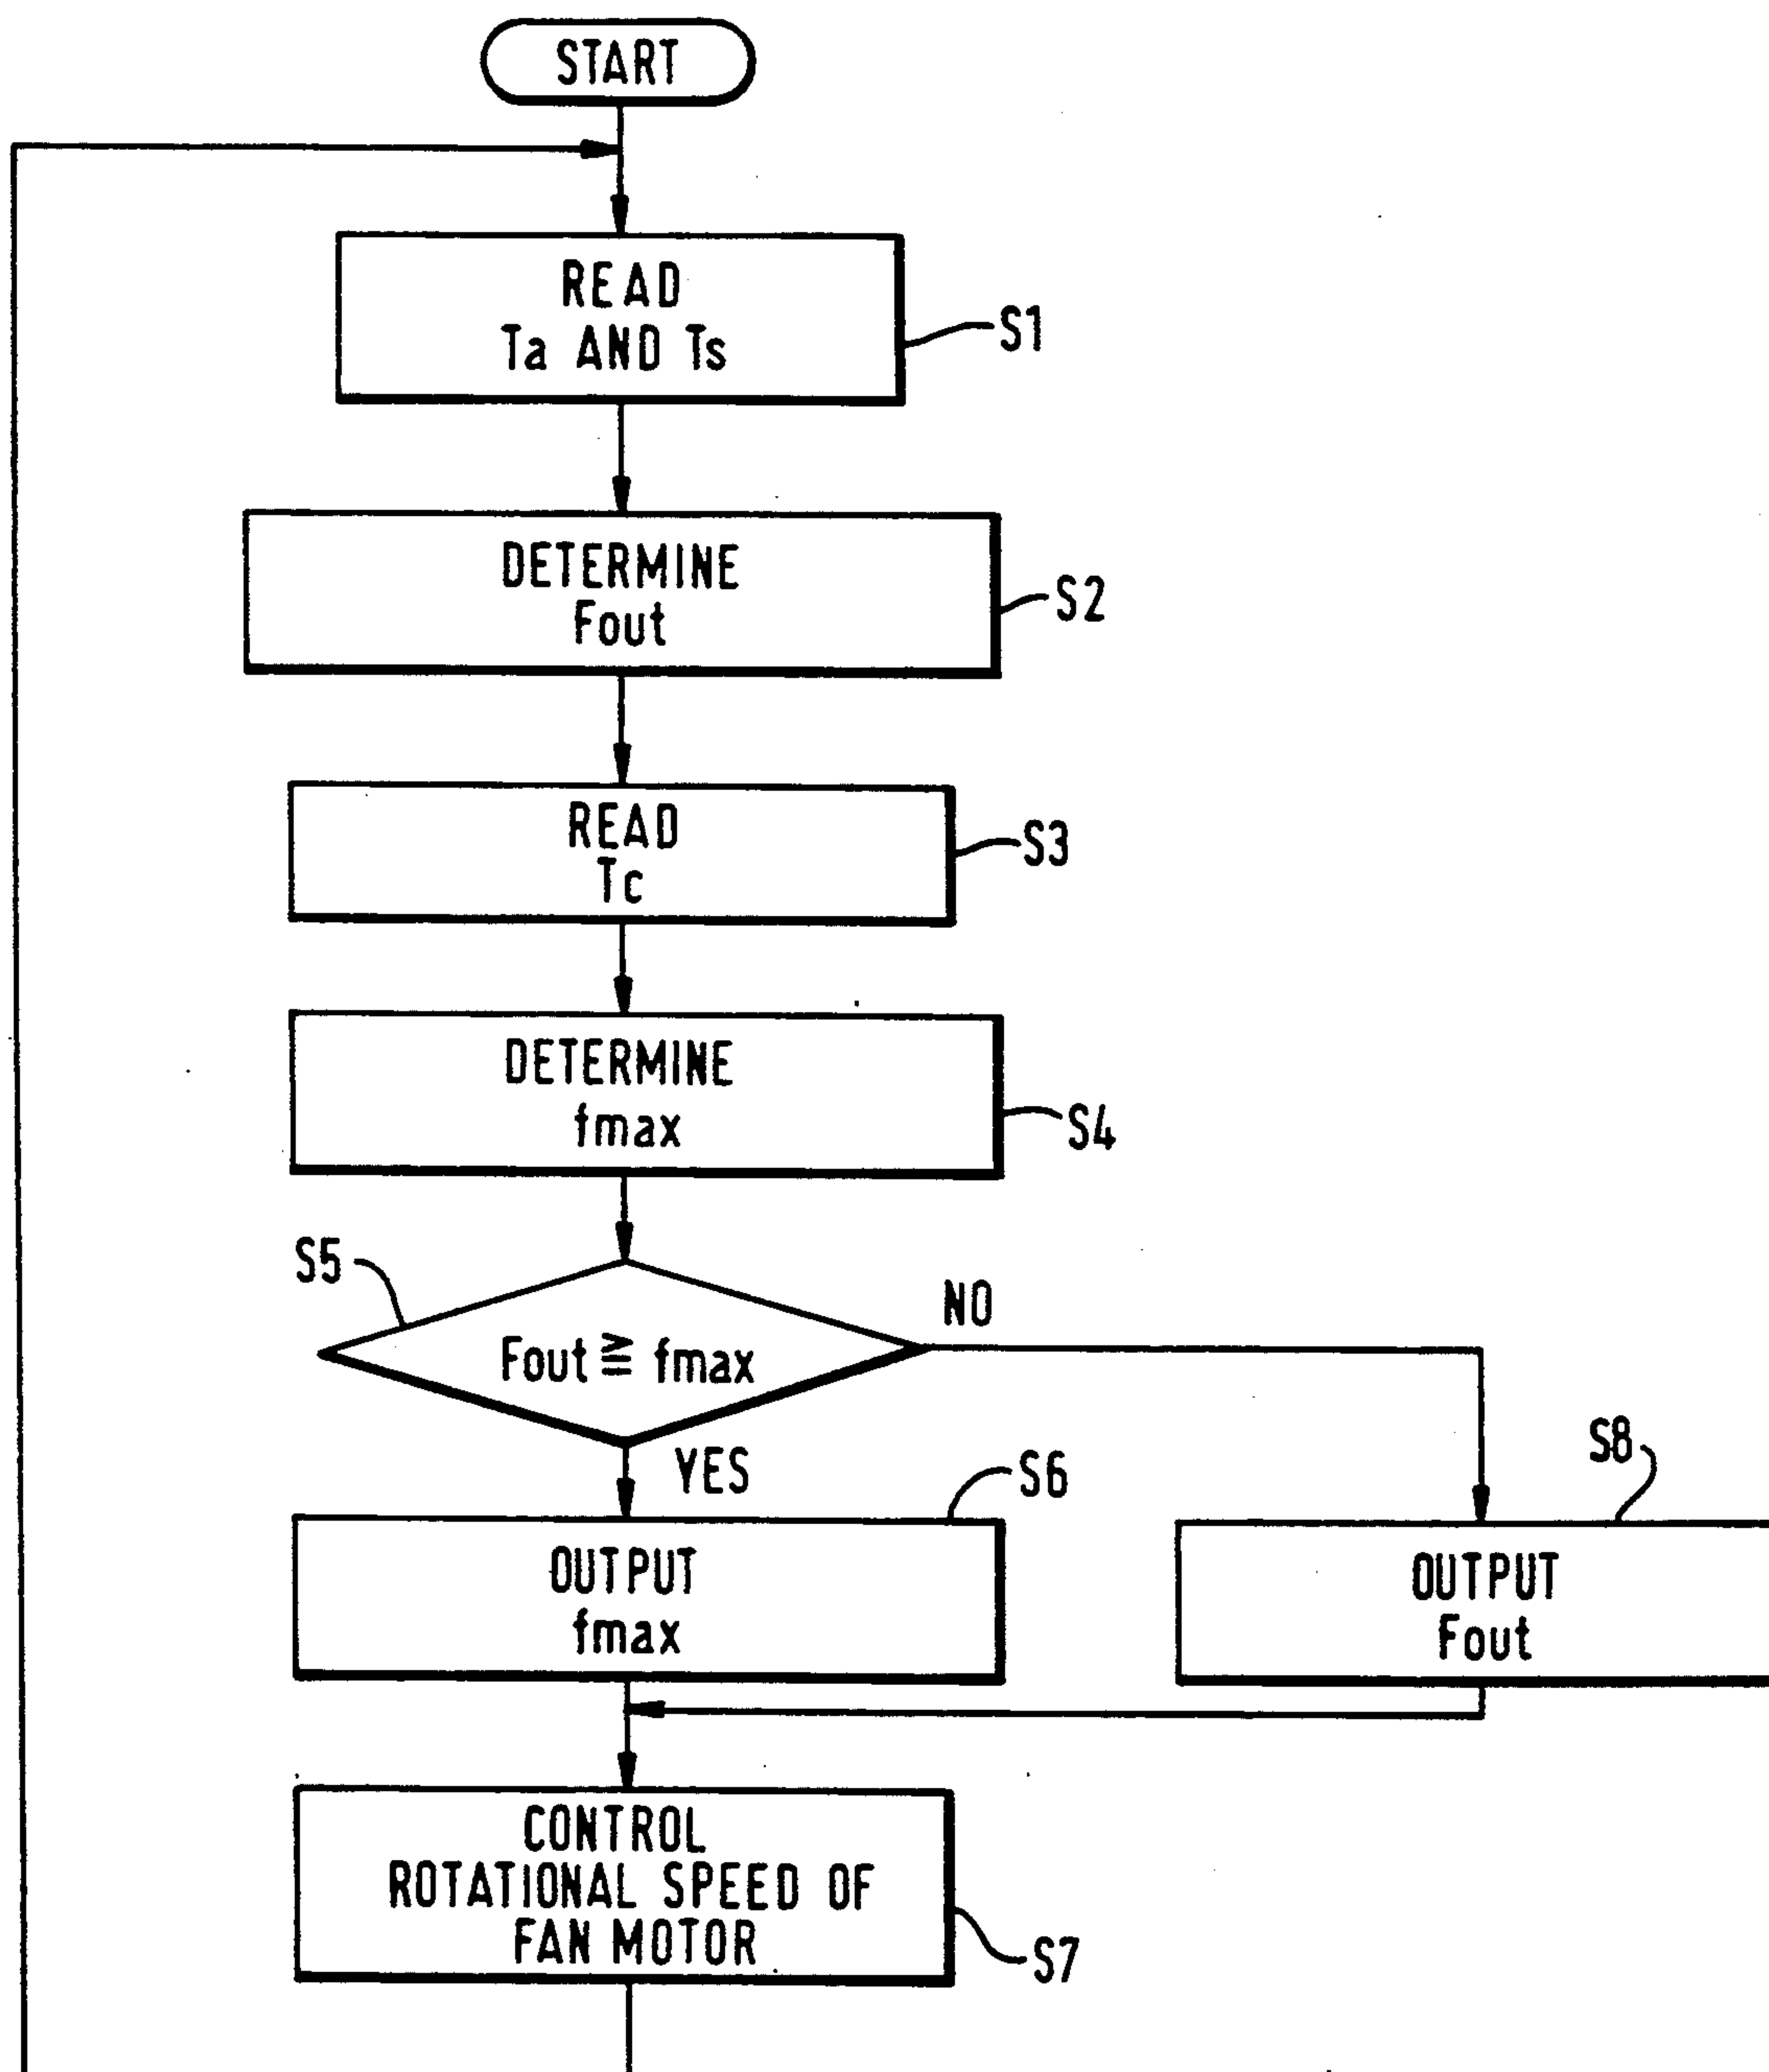 START
READ
Ta AND Ts
S1
DETERMINE
Fout
S2
READ
Tc
S3
DETERMINE
fmax
S4
S5
Fout ≧ fmax
NO
YES
OUTPUT
fmax
S6
OUTPUT
Fout
S8
CONTROL
ROTATIONAL SPEED OF
FAN MOTOR
S7